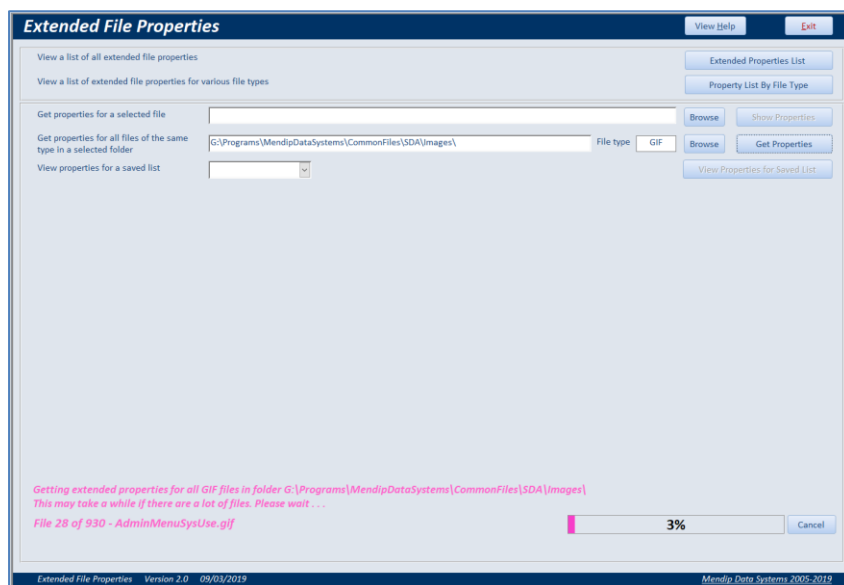 Extended File Properties
View Help
Exit
View a list of all extended file properties
Extended Properties List
View a list of extended file properties for various file types
Property List By File Type
Get properties for a selected file
Browse
Show Properties
Get properties for all files of the same
type in a selected folder
G:\Programs\MendipDataSystems\CommonFiles\SDA\Images\
File type
GIF
Browse
Get Properties
View properties for a saved list
View Properties for Saved List
Getting extended properties for all GIF files in folder G:\Programs\MendipDataSystems\CommonFiles\SDA\Images\
This may take a while if there are a lot of files. Please wait . . .
File 28 of 930 - AdminMenuSysUse.gif
3%
Cancel
Extended File Properties Version 2.0 09/03/2019
Mendip Data Systems 2005-2019